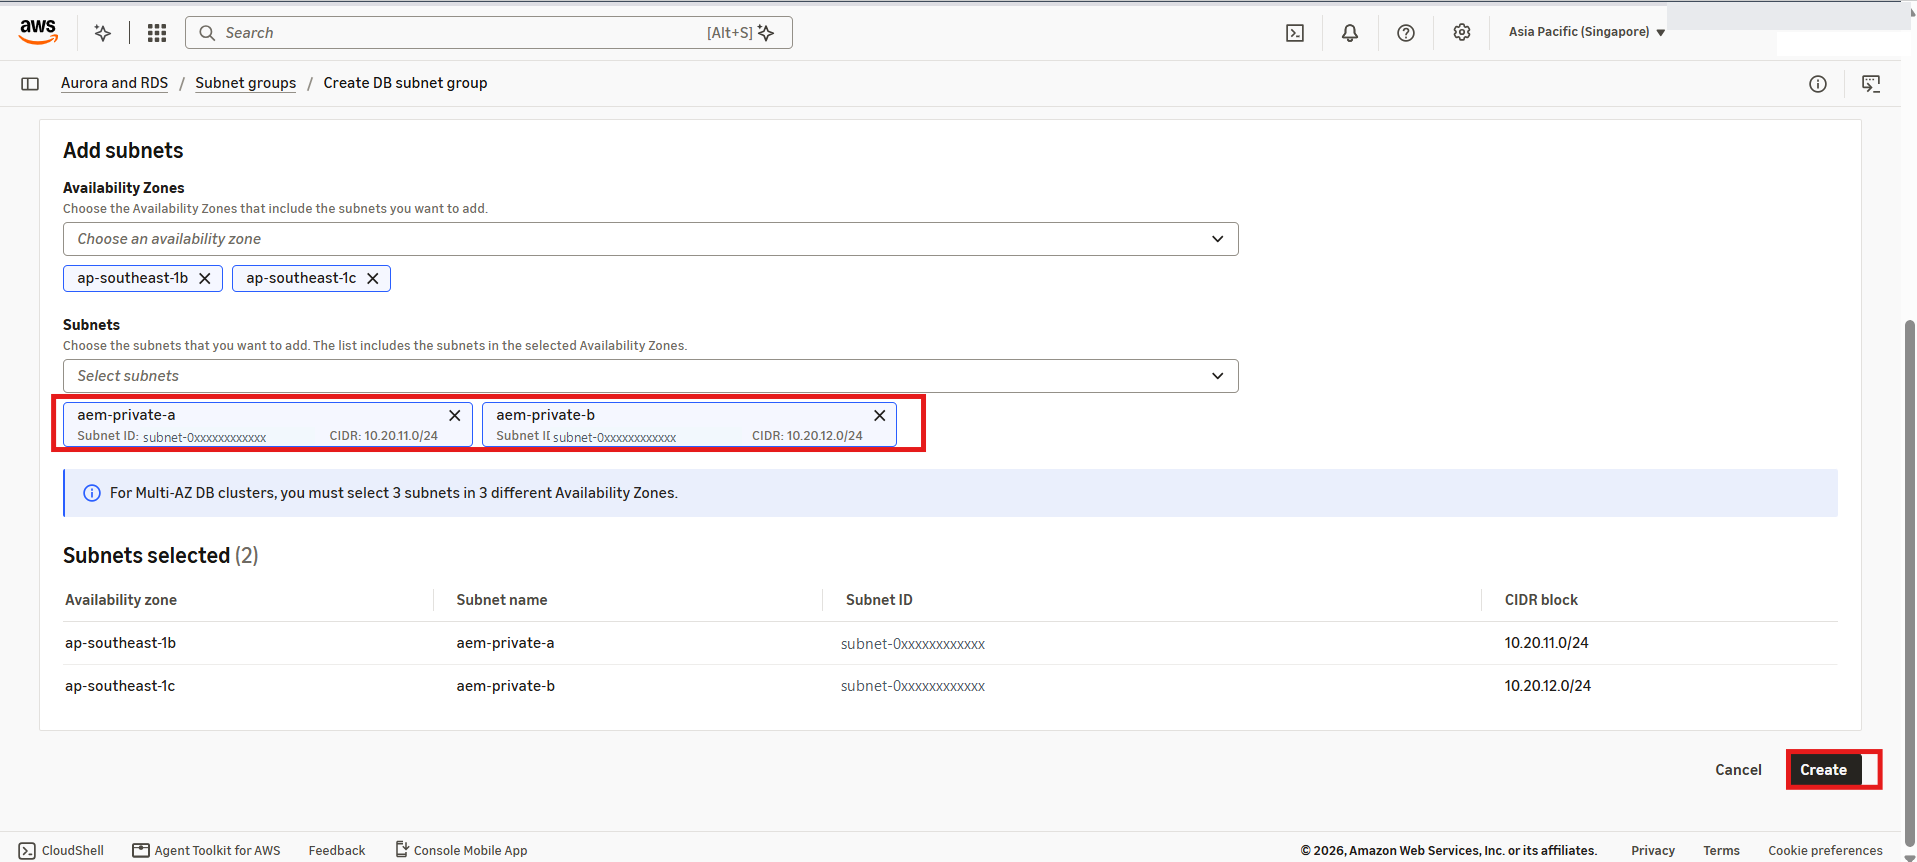 aws
Search [Alt+S]
Asia Pacific (Singapore)
Aurora and RDS / Subnet groups / Create DB subnet group
Add subnets
Availability Zones
Choose the Availability Zones that include the subnets you want to add.
Choose an availability zone
ap-southeast-1b ap-southeast-1c
Subnets
Choose the subnets that you want to add. The list includes the subnets in the selected Availability Zones.
Select subnets
aem-private-a aem-private-b
Subnet ID: subnet-0xxxxxxxxxxxx CIDR: 10.20.11.0/24 Subnet ID subnet-0xxxxxxxxxxxx CIDR: 10.20.12.0/24
For Multi-AZ DB clusters, you must select 3 subnets in 3 different Availability Zones.
Subnets selected (2)
Availability zone Subnet name Subnet ID CIDR block
ap-southeast-1b aem-private-a subnet-0xxxxxxxxxxxx 10.20.11.0/24
ap-southeast-1c aem-private-b subnet-0xxxxxxxxxxxx 10.20.12.0/24
Cancel Create
CloudShell Agent Toolkit for AWS Feedback Console Mobile App © 2026, Amazon Web Services, Inc. or its affiliates. Privacy Terms Cookie preferences